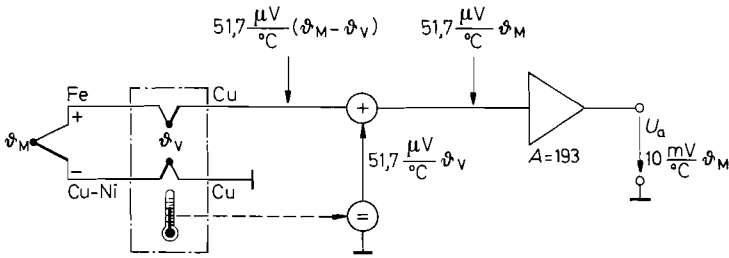 51,7 μV/°C (ϑM − ϑV)
51,7 μV/°C ϑM
Fe
Cu
+
+
ϑM
ϑV
Ua
−
51,7 μV/°C ϑV
A=193
10 mV/°C ϑM
Cu-Ni
Cu
=